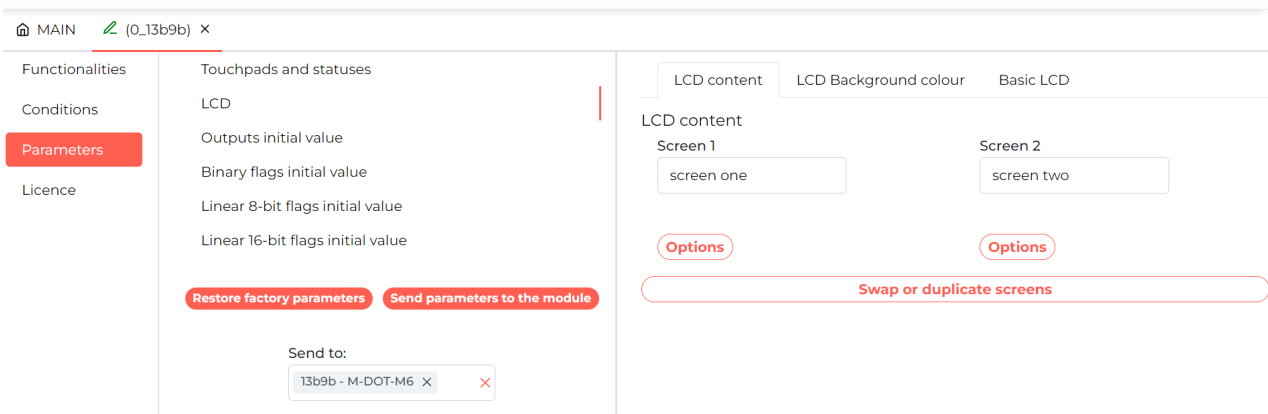 MAIN (0_13b9b) ×
Functionalities
Conditions
Parameters
Licence
Touchpads and statuses
LCD
Outputs initial value
Binary flags initial value
Linear 8-bit flags initial value
Linear 16-bit flags initial value
Restore factory parameters Send parameters to the module
Send to:
13b9b - M-DOT-M6 × ×
LCD content LCD Background colour Basic LCD
LCD content
Screen 1 Screen 2
screen one screen two
Options Options
Swap or duplicate screens